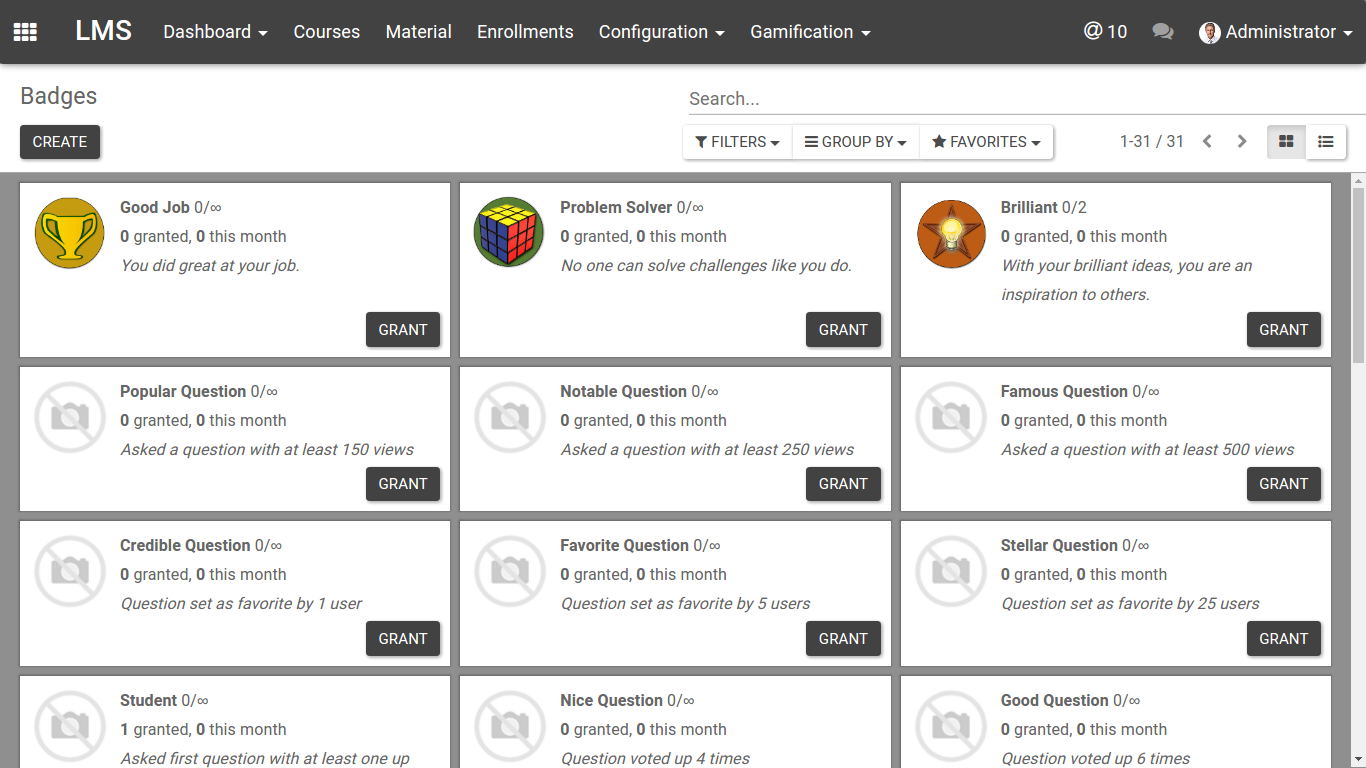 LMS Dashboard Courses Material Enrollments Configuration Gamification @ 10 Administrator
Badges
Search...
CREATE
FILTERS GROUP BY FAVORITES 1-31 / 31
Good Job 0/∞
0 granted, 0 this month
You did great at your job.
GRANT
Problem Solver 0/∞
0 granted, 0 this month
No one can solve challenges like you do.
GRANT
Brilliant 0/2
0 granted, 0 this month
With your brilliant ideas, you are an
inspiration to others.
GRANT
Popular Question 0/∞
0 granted, 0 this month
Asked a question with at least 150 views
GRANT
Notable Question 0/∞
0 granted, 0 this month
Asked a question with at least 250 views
GRANT
Famous Question 0/∞
0 granted, 0 this month
Asked a question with at least 500 views
GRANT
Credible Question 0/∞
0 granted, 0 this month
Question set as favorite by 1 user
GRANT
Favorite Question 0/∞
0 granted, 0 this month
Question set as favorite by 5 users
GRANT
Stellar Question 0/∞
0 granted, 0 this month
Question set as favorite by 25 users
GRANT
Student 0/∞
1 granted, 0 this month
Asked first question with at least one up
Nice Question 0/∞
0 granted, 0 this month
Question voted up 4 times
Good Question 0/∞
0 granted, 0 this month
Question voted up 6 times